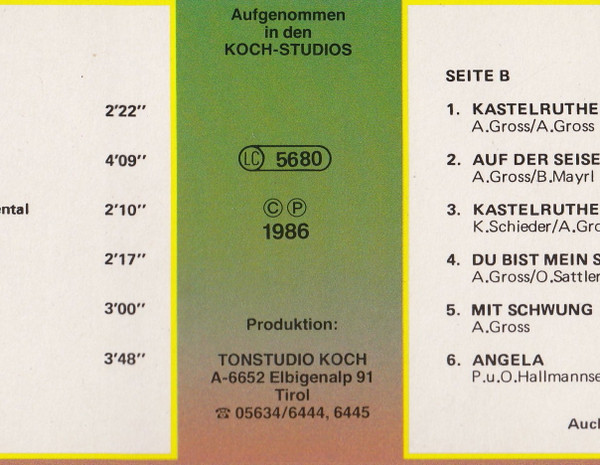 2'22"
4'09"
ental 2'10"
2'17"
3'00"
3'48"
Aufgenommen
in den
KOCH-STUDIOS
LC 5680
© ℗
1986
Produktion:
TONSTUDIO KOCH
A-6652 Elbigenalp 91
Tirol
☎ 05634/6444, 6445
SEITE B
1. KASTELRUTHE
A.Gross/A.Gross
2. AUF DER SEISE
A.Gross/B.Mayrl
3. KASTELRUTHE
K.Schieder/A.Gro
4. DU BIST MEIN S
A.Gross/O.Sattler
5. MIT SCHWUNG
A.Gross
6. ANGELA
P.u.O.Hallmannse
Aucl